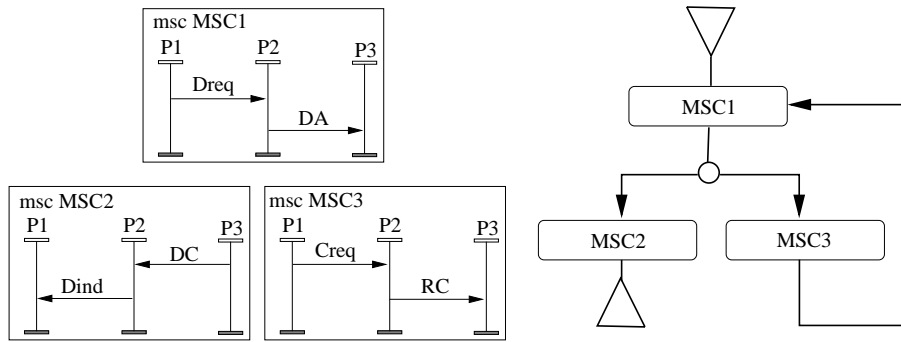 msc MSC1
P1 P2 P3
Dreq
DA
msc MSC2
P1 P2 P3
DC
Dind
msc MSC3
P1 P2 P3
Creq
RC
MSC1
MSC2 MSC3